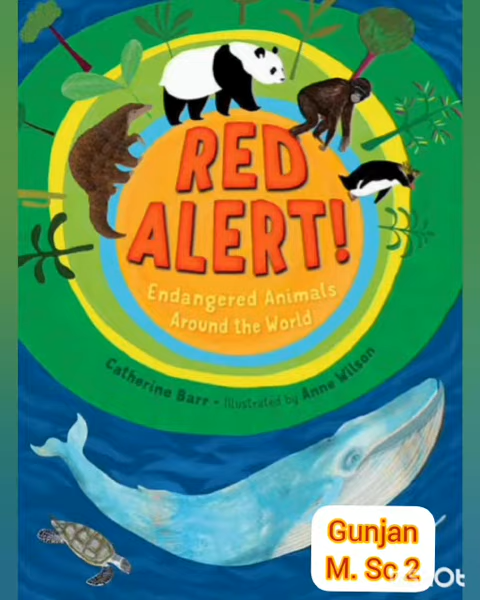 RED
ALERT!
Endangered Animals
Around the World
Catherine Barr • Illustrated by Anne Wilson
Gunjan
M. Sc 2